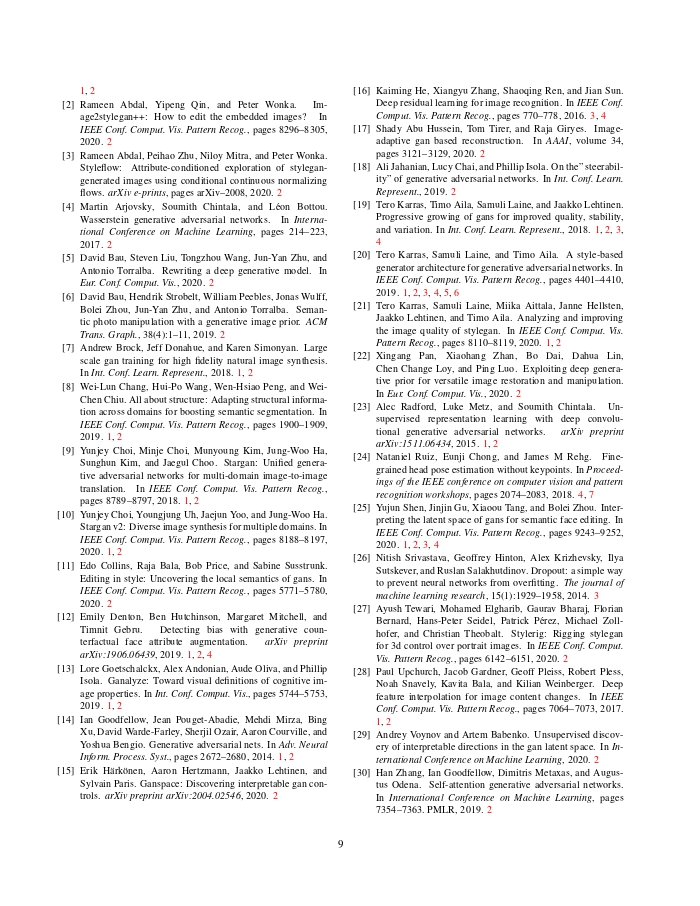 1, 2
[2] Rameen Abdal, Yipeng Qin, and Peter Wonka. Im-
age2stylegan++: How to edit the embedded images? In
IEEE Conf. Comput. Vis. Pattern Recog., pages 8296–8305,
2020. 2
[3] Rameen Abdal, Peihao Zhu, Niloy Mitra, and Peter Wonka.
Styleflow: Attribute-conditioned exploration of stylegan-
generated images using conditional continuous normalizing
flows. arXiv e-prints, pages arXiv–2008, 2020. 2
[4] Martin Arjovsky, Soumith Chintala, and Léon Bottou.
Wasserstein generative adversarial networks. In Interna-
tional Conference on Machine Learning, pages 214–223,
2017. 2
[5] David Bau, Steven Liu, Tongzhou Wang, Jun-Yan Zhu, and
Antonio Torralba. Rewriting a deep generative model. In
Eur. Conf. Comput. Vis., 2020. 2
[6] David Bau, Hendrik Strobelt, William Peebles, Jonas Wulff,
Bolei Zhou, Jun-Yan Zhu, and Antonio Torralba. Seman-
tic photo manipulation with a generative image prior. ACM
Trans. Graph., 38(4):1–11, 2019. 2
[7] Andrew Brock, Jeff Donahue, and Karen Simonyan. Large
scale gan training for high fidelity natural image synthesis.
In Int. Conf. Learn. Represent., 2018. 1, 2
[8] Wei-Lun Chang, Hui-Po Wang, Wen-Hsiao Peng, and Wei-
Chen Chiu. All about structure: Adapting structural informa-
tion across domains for boosting semantic segmentation. In
IEEE Conf. Comput. Vis. Pattern Recog., pages 1900–1909,
2019. 1, 2
[9] Yunjey Choi, Minje Choi, Munyoung Kim, Jung-Woo Ha,
Sunghun Kim, and Jaegul Choo. Stargan: Unified genera-
tive adversarial networks for multi-domain image-to-image
translation. In IEEE Conf. Comput. Vis. Pattern Recog.,
pages 8789–8797, 2018. 1, 2
[10] Yunjey Choi, Youngjung Uh, Jaejun Yoo, and Jung-Woo Ha.
Stargan v2: Diverse image synthesis for multiple domains. In
IEEE Conf. Comput. Vis. Pattern Recog., pages 8188–8197,
2020. 1, 2
[11] Edo Collins, Raja Bala, Bob Price, and Sabine Susstrunk.
Editing in style: Uncovering the local semantics of gans. In
IEEE Conf. Comput. Vis. Pattern Recog., pages 5771–5780,
2020. 2
[12] Emily Denton, Ben Hutchinson, Margaret Mitchell, and
Timnit Gebru. Detecting bias with generative coun-
terfactual face attribute augmentation. arXiv preprint
arXiv:1906.06439, 2019. 1, 2, 4
[13] Lore Goetschalckx, Alex Andonian, Aude Oliva, and Phillip
Isola. Ganalyze: Toward visual definitions of cognitive im-
age properties. In Int. Conf. Comput. Vis., pages 5744–5753,
2019. 1, 2
[14] Ian Goodfellow, Jean Pouget-Abadie, Mehdi Mirza, Bing
Xu, David Warde-Farley, Sherjil Ozair, Aaron Courville, and
Yoshua Bengio. Generative adversarial nets. In Adv. Neural
Inform. Process. Syst., pages 2672–2680, 2014. 1, 2
[15] Erik Härkönen, Aaron Hertzmann, Jaakko Lehtinen, and
Sylvain Paris. Ganspace: Discovering interpretable gan con-
trols. arXiv preprint arXiv:2004.02546, 2020. 2
[16] Kaiming He, Xiangyu Zhang, Shaoqing Ren, and Jian Sun.
Deep residual learning for image recognition. In IEEE Conf.
Comput. Vis. Pattern Recog., pages 770–778, 2016. 3, 4
[17] Shady Abu Hussein, Tom Tirer, and Raja Giryes. Image-
adaptive gan based reconstruction. In AAAI, volume 34,
pages 3121–3129, 2020. 2
[18] Ali Jahanian, Lucy Chai, and Phillip Isola. On the" steerabil-
ity" of generative adversarial networks. In Int. Conf. Learn.
Represent., 2019. 2
[19] Tero Karras, Timo Aila, Samuli Laine, and Jaakko Lehtinen.
Progressive growing of gans for improved quality, stability,
and variation. In Int. Conf. Learn. Represent., 2018. 1, 2, 3,
4
[20] Tero Karras, Samuli Laine, and Timo Aila. A style-based
generator architecture for generative adversarial networks. In
IEEE Conf. Comput. Vis. Pattern Recog., pages 4401–4410,
2019. 1, 2, 3, 4, 5, 6
[21] Tero Karras, Samuli Laine, Miika Aittala, Janne Hellsten,
Jaakko Lehtinen, and Timo Aila. Analyzing and improving
the image quality of stylegan. In IEEE Conf. Comput. Vis.
Pattern Recog., pages 8110–8119, 2020. 1, 2
[22] Xingang Pan, Xiaohang Zhan, Bo Dai, Dahua Lin,
Chen Change Loy, and Ping Luo. Exploiting deep genera-
tive prior for versatile image restoration and manipulation.
In Eur. Conf. Comput. Vis., 2020. 2
[23] Alec Radford, Luke Metz, and Soumith Chintala. Un-
supervised representation learning with deep convolu-
tional generative adversarial networks. arXiv preprint
arXiv:1511.06434, 2015. 1, 2
[24] Nataniel Ruiz, Eunji Chong, and James M Rehg. Fine-
grained head pose estimation without keypoints. In Proceed-
ings of the IEEE conference on computer vision and pattern
recognition workshops, pages 2074–2083, 2018. 4, 7
[25] Yujun Shen, Jinjin Gu, Xiaoou Tang, and Bolei Zhou. Inter-
preting the latent space of gans for semantic face editing. In
IEEE Conf. Comput. Vis. Pattern Recog., pages 9243–9252,
2020. 1, 2, 3, 4
[26] Nitish Srivastava, Geoffrey Hinton, Alex Krizhevsky, Ilya
Sutskever, and Ruslan Salakhutdinov. Dropout: a simple way
to prevent neural networks from overfitting. The journal of
machine learning research, 15(1):1929–1958, 2014. 3
[27] Ayush Tewari, Mohamed Elgharib, Gaurav Bharaj, Florian
Bernard, Hans-Peter Seidel, Patrick Pérez, Michael Zoll-
hofer, and Christian Theobalt. Stylerig: Rigging stylegan
for 3d control over portrait images. In IEEE Conf. Comput.
Vis. Pattern Recog., pages 6142–6151, 2020. 2
[28] Paul Upchurch, Jacob Gardner, Geoff Pleiss, Robert Pless,
Noah Snavely, Kavita Bala, and Kilian Weinberger. Deep
feature interpolation for image content changes. In IEEE
Conf. Comput. Vis. Pattern Recog., pages 7064–7073, 2017.
1, 2
[29] Andrey Voynov and Artem Babenko. Unsupervised discov-
ery of interpretable directions in the gan latent space. In In-
ternational Conference on Machine Learning, 2020. 2
[30] Han Zhang, Ian Goodfellow, Dimitris Metaxas, and Augus-
tus Odena. Self-attention generative adversarial networks.
In International Conference on Machine Learning, pages
7354–7363. PMLR, 2019. 2
9